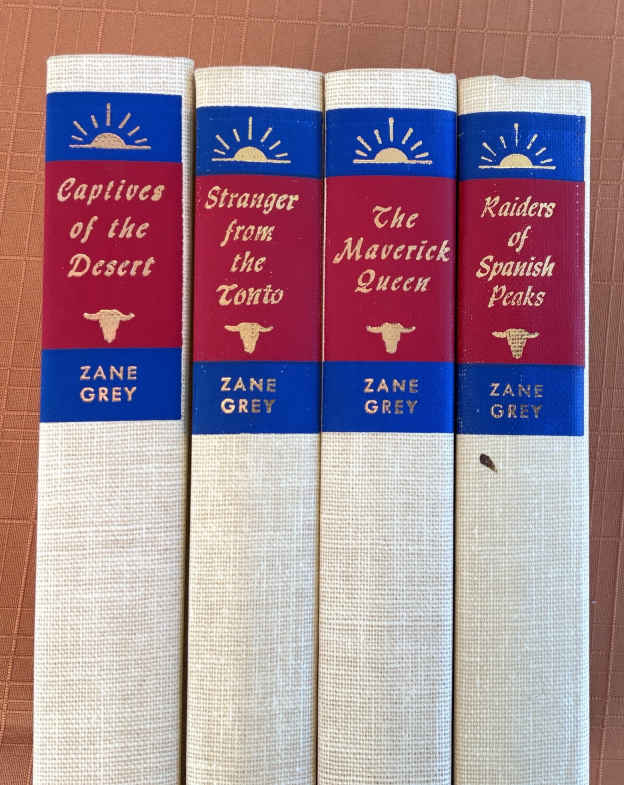 Captives
of the
Desert
ZANE
GREY
Stranger
from
the
Tonto
ZANE
GREY
The
Maverick
Queen
ZANE
GREY
Raiders
of
Spanish
Peaks
ZANE
GREY